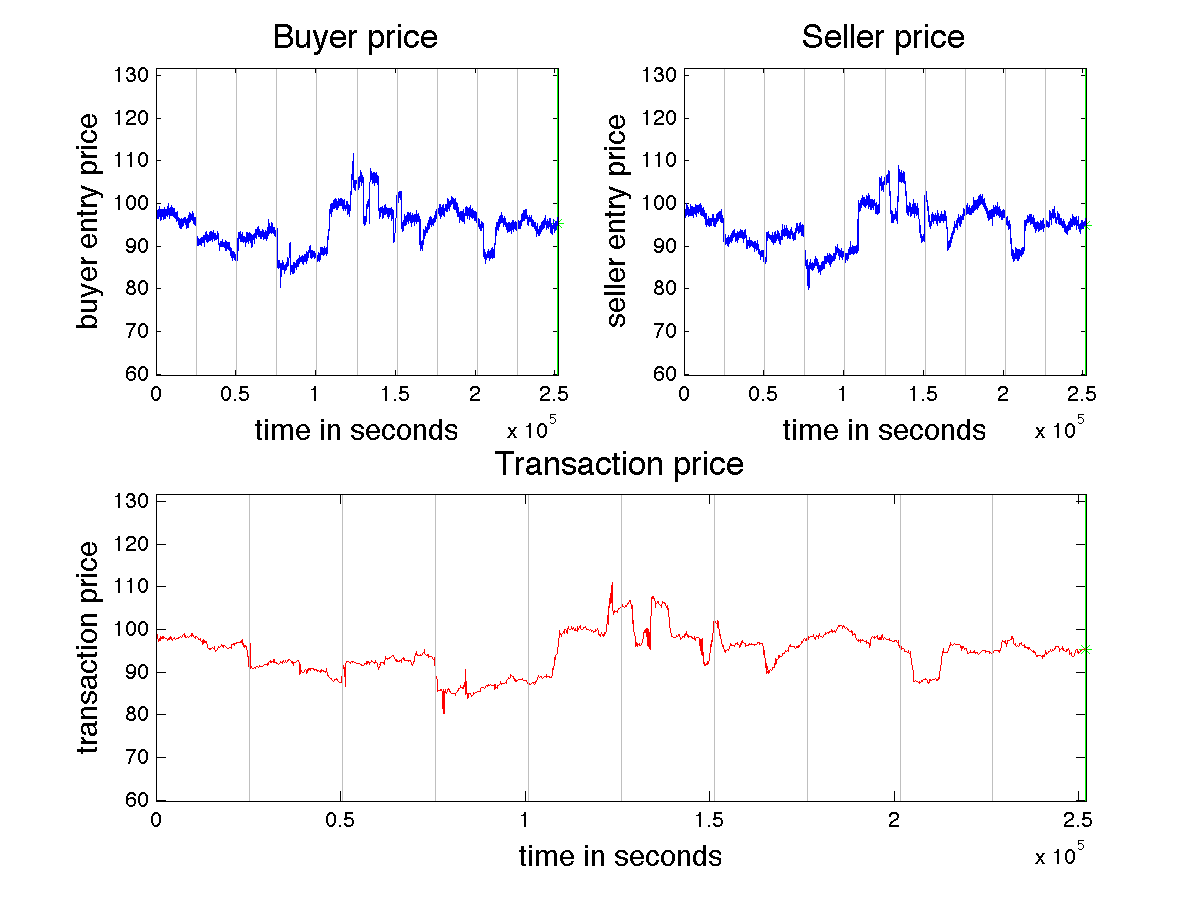 Buyer price
buyer entry price
130
120
110
100
90
80
70
60
0 0.5 1 1.5 2 2.5
x 10^5
time in seconds
Seller price
seller entry price
130
120
110
100
90
80
70
60
0 0.5 1 1.5 2 2.5
x 10^5
time in seconds
Transaction price
transaction price
130
120
110
100
90
80
70
60
0 0.5 1 1.5 2 2.5
x 10^5
time in seconds